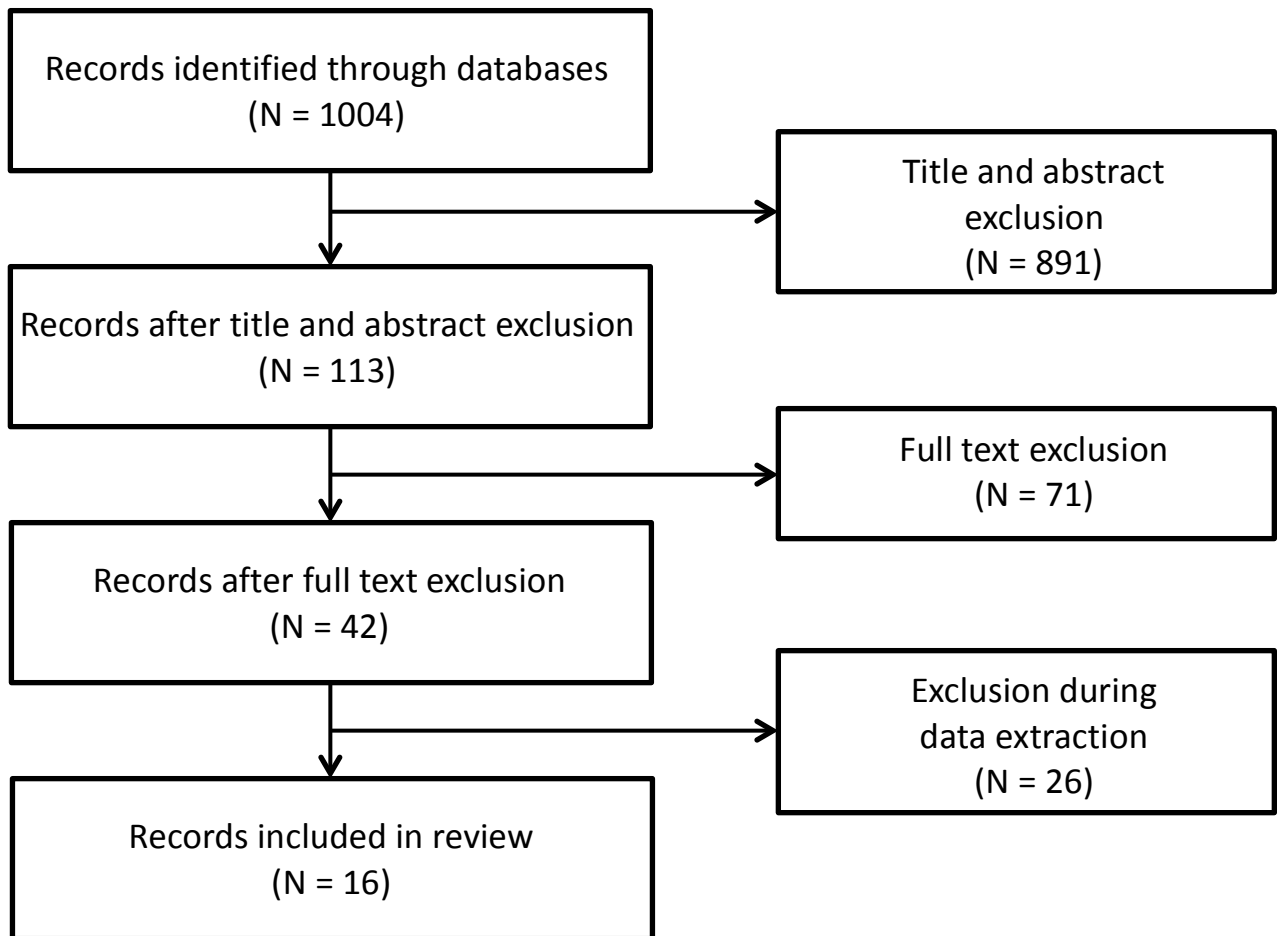 Records identified through databases
(N = 1004)
Title and abstract
exclusion
(N = 891)
Records after title and abstract exclusion
(N = 113)
Full text exclusion
(N = 71)
Records after full text exclusion
(N = 42)
Exclusion during
data extraction
(N = 26)
Records included in review
(N = 16)